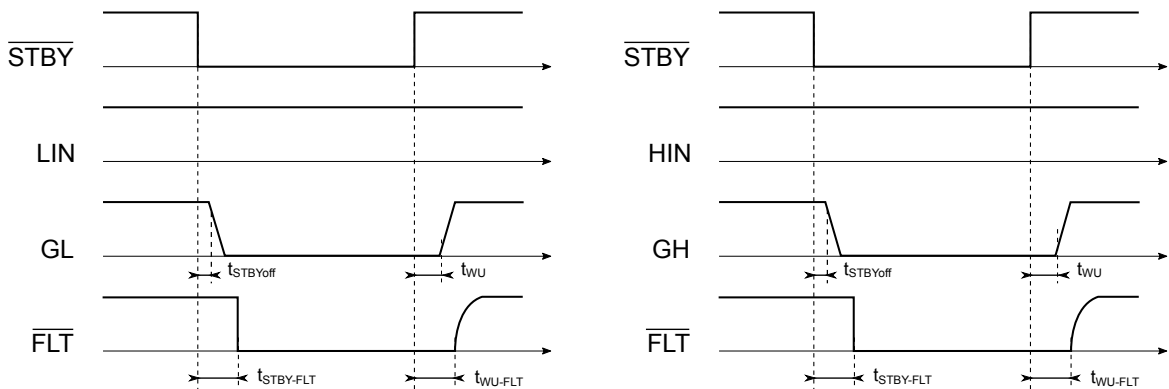 STBY
LIN
GL
tSTBYoff
tWU
FLT
tSTBY-FLT
tWU-FLT
STBY
HIN
GH
tSTBYoff
tWU
FLT
tSTBY-FLT
tWU-FLT